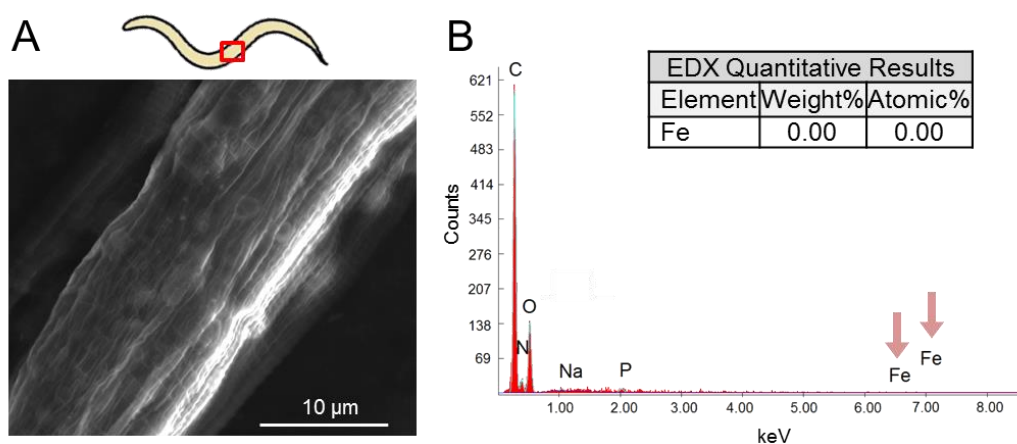 A
10 µm
B
EDX Quantitative Results
Element Weight% Atomic%
Fe 0.00 0.00
621
552
483
414
345
276
207
138
69
Counts
C
N
O
Na
P
Fe
Fe
1.00 2.00 3.00 4.00 5.00 6.00 7.00 8.00
keV